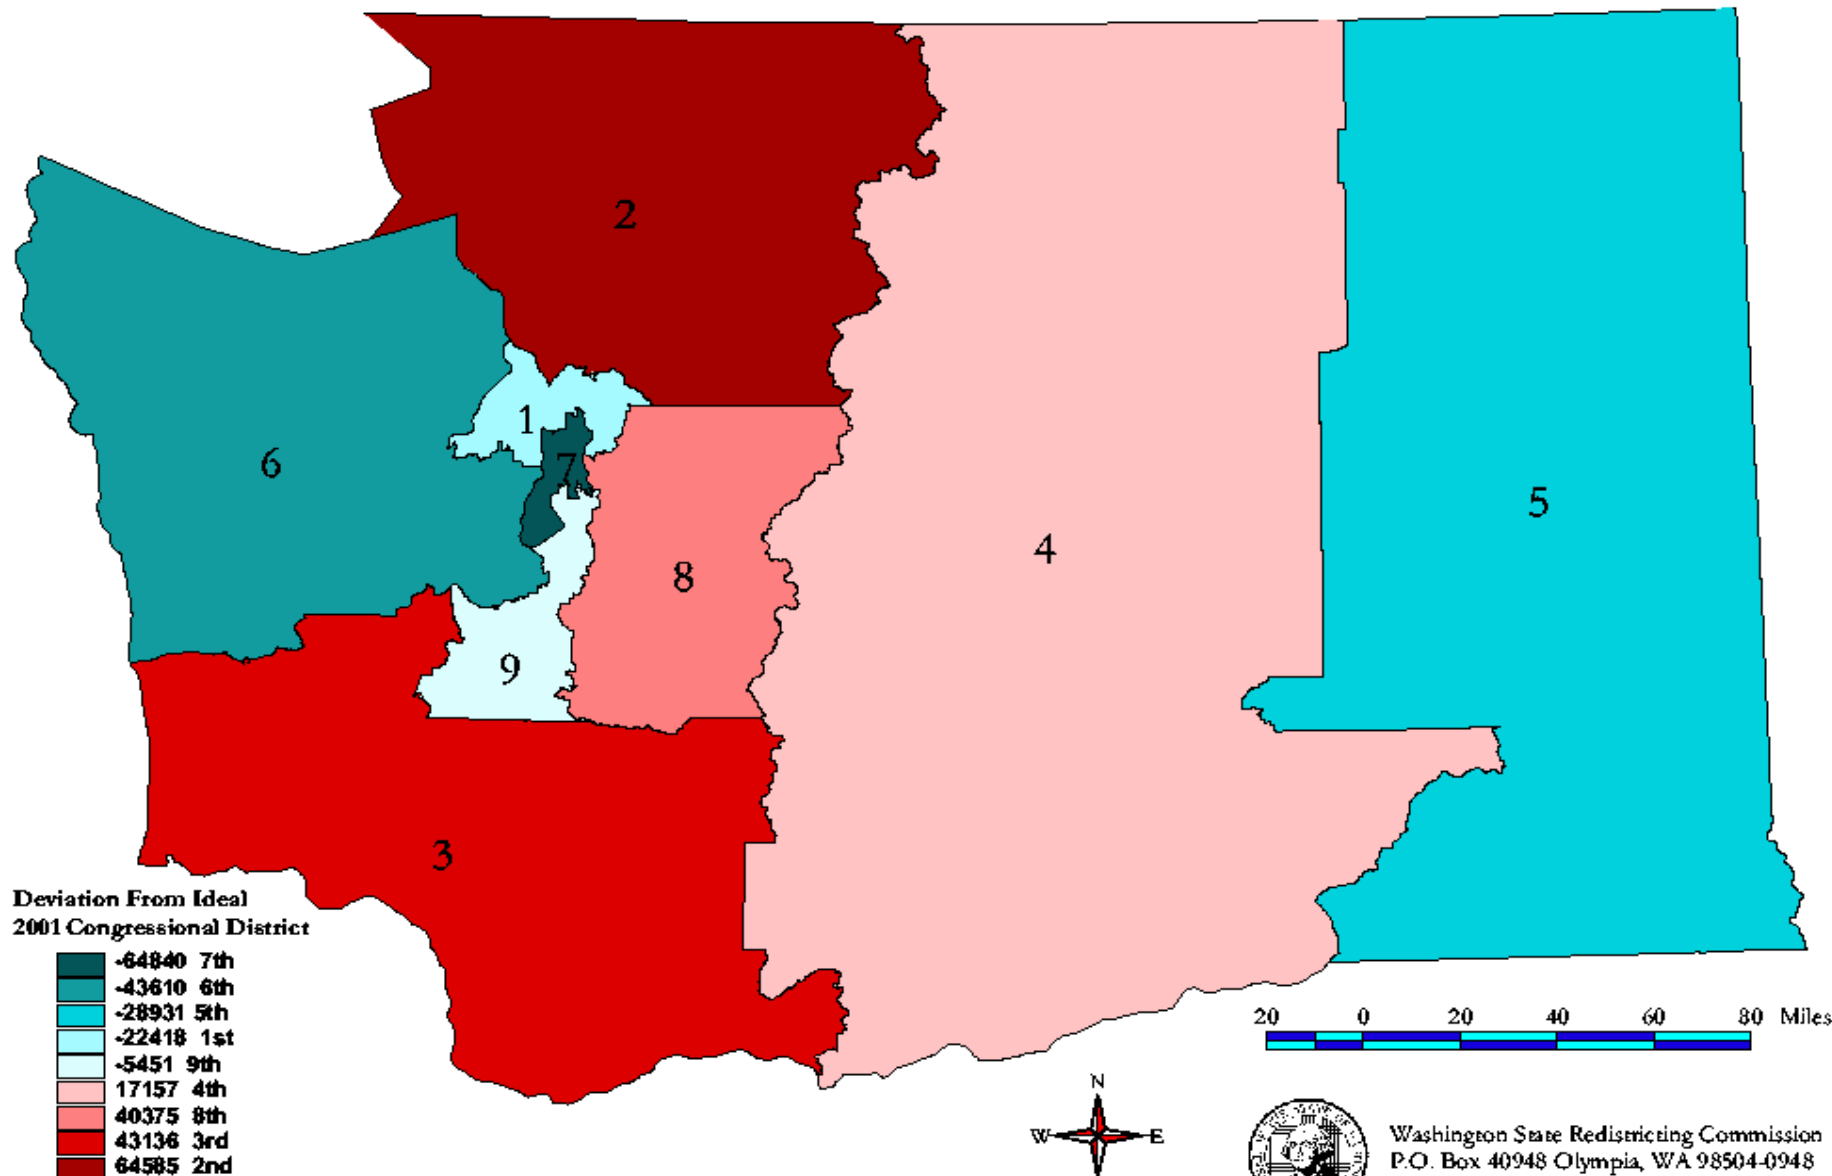 2
1
6
7
5
4
8
9
3
Deviation From Ideal
2001 Congressional District
-64840 7th
-43610 6th
-28931 5th
-22418 1st
-5451 9th
17157 4th
40375 8th
43136 3rd
64585 2nd
20 0 20 40 60 80 Miles
N
W E
Washington State Redistricting Commission
P.O. Box 40948 Olympia, WA 98504-0948